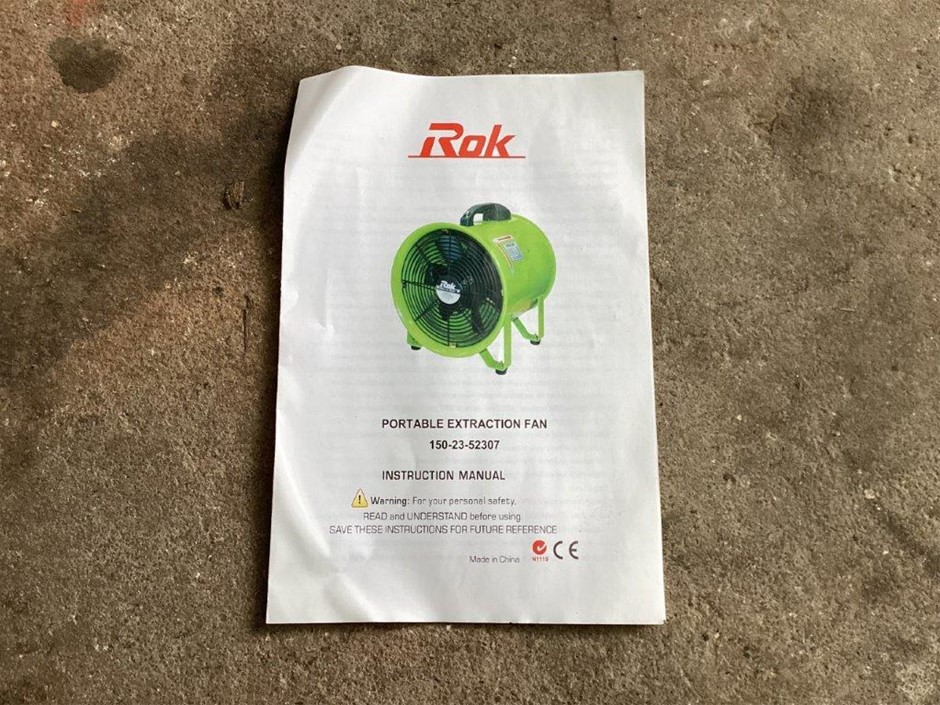 Rok
Rok
PORTABLE EXTRACTION FAN
150-23-52307
INSTRUCTION MANUAL
Warning: For your personal safety,
READ and UNDERSTAND before using
SAVE THESE INSTRUCTIONS FOR FUTURE REFERENCE
Made in China
CE